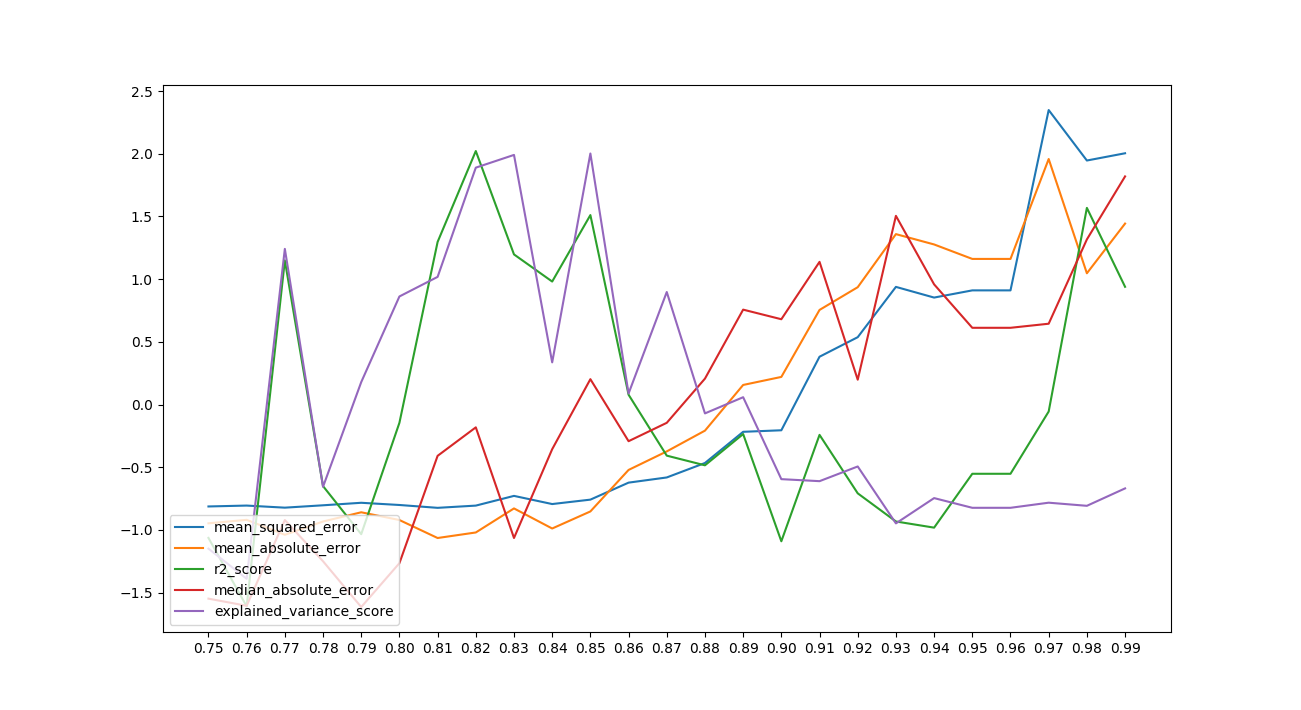 2.5
2.0
1.5
1.0
0.5
0.0
−0.5
−1.0
−1.5
mean_squared_error
mean_absolute_error
r2_score
median_absolute_error
explained_variance_score
0.75 0.76 0.77 0.78 0.79 0.80 0.81 0.82 0.83 0.84 0.85 0.86 0.87 0.88 0.89 0.90 0.91 0.92 0.93 0.94 0.95 0.96 0.97 0.98 0.99